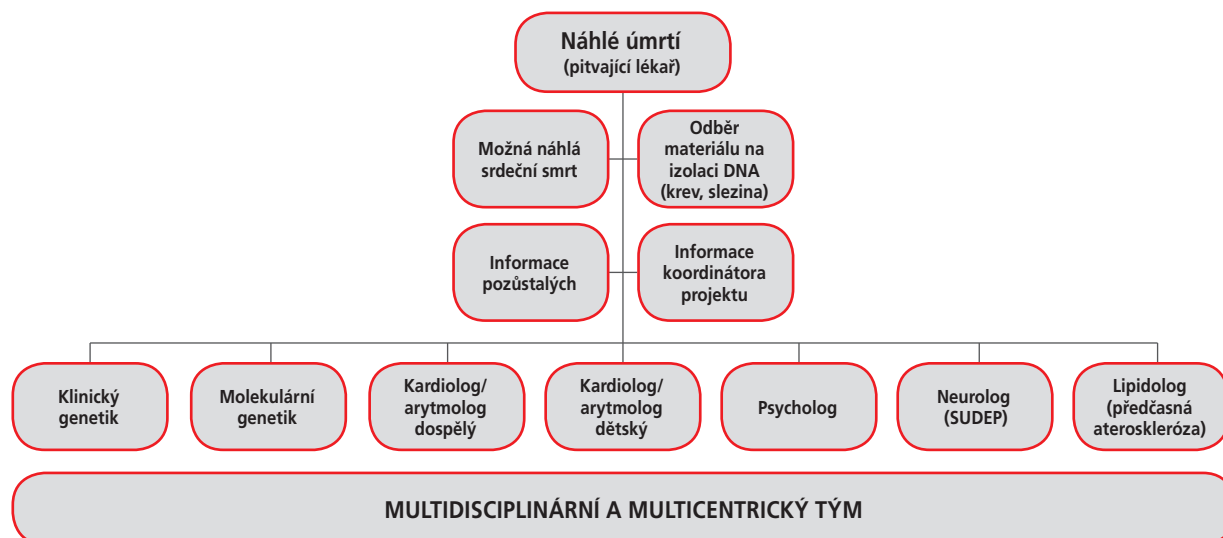 Náhlé úmrtí
(pitvající lékař)
Možná náhlá
srdeční smrt
Odběr
materiálu na
izolaci DNA
(krev, slezina)
Informace
pozůstalých
Informace
koordinátora
projektu
Klinický
genetik
Molekulární
genetik
Kardiolog/
arytmolog
dospělý
Kardiolog/
arytmolog
dětský
Psycholog
Neurolog
(SUDEP)
Lipidolog
(předčasná
ateroskleróza)
MULTIDISCIPLINÁRNÍ A MULTICENTRICKÝ TÝM